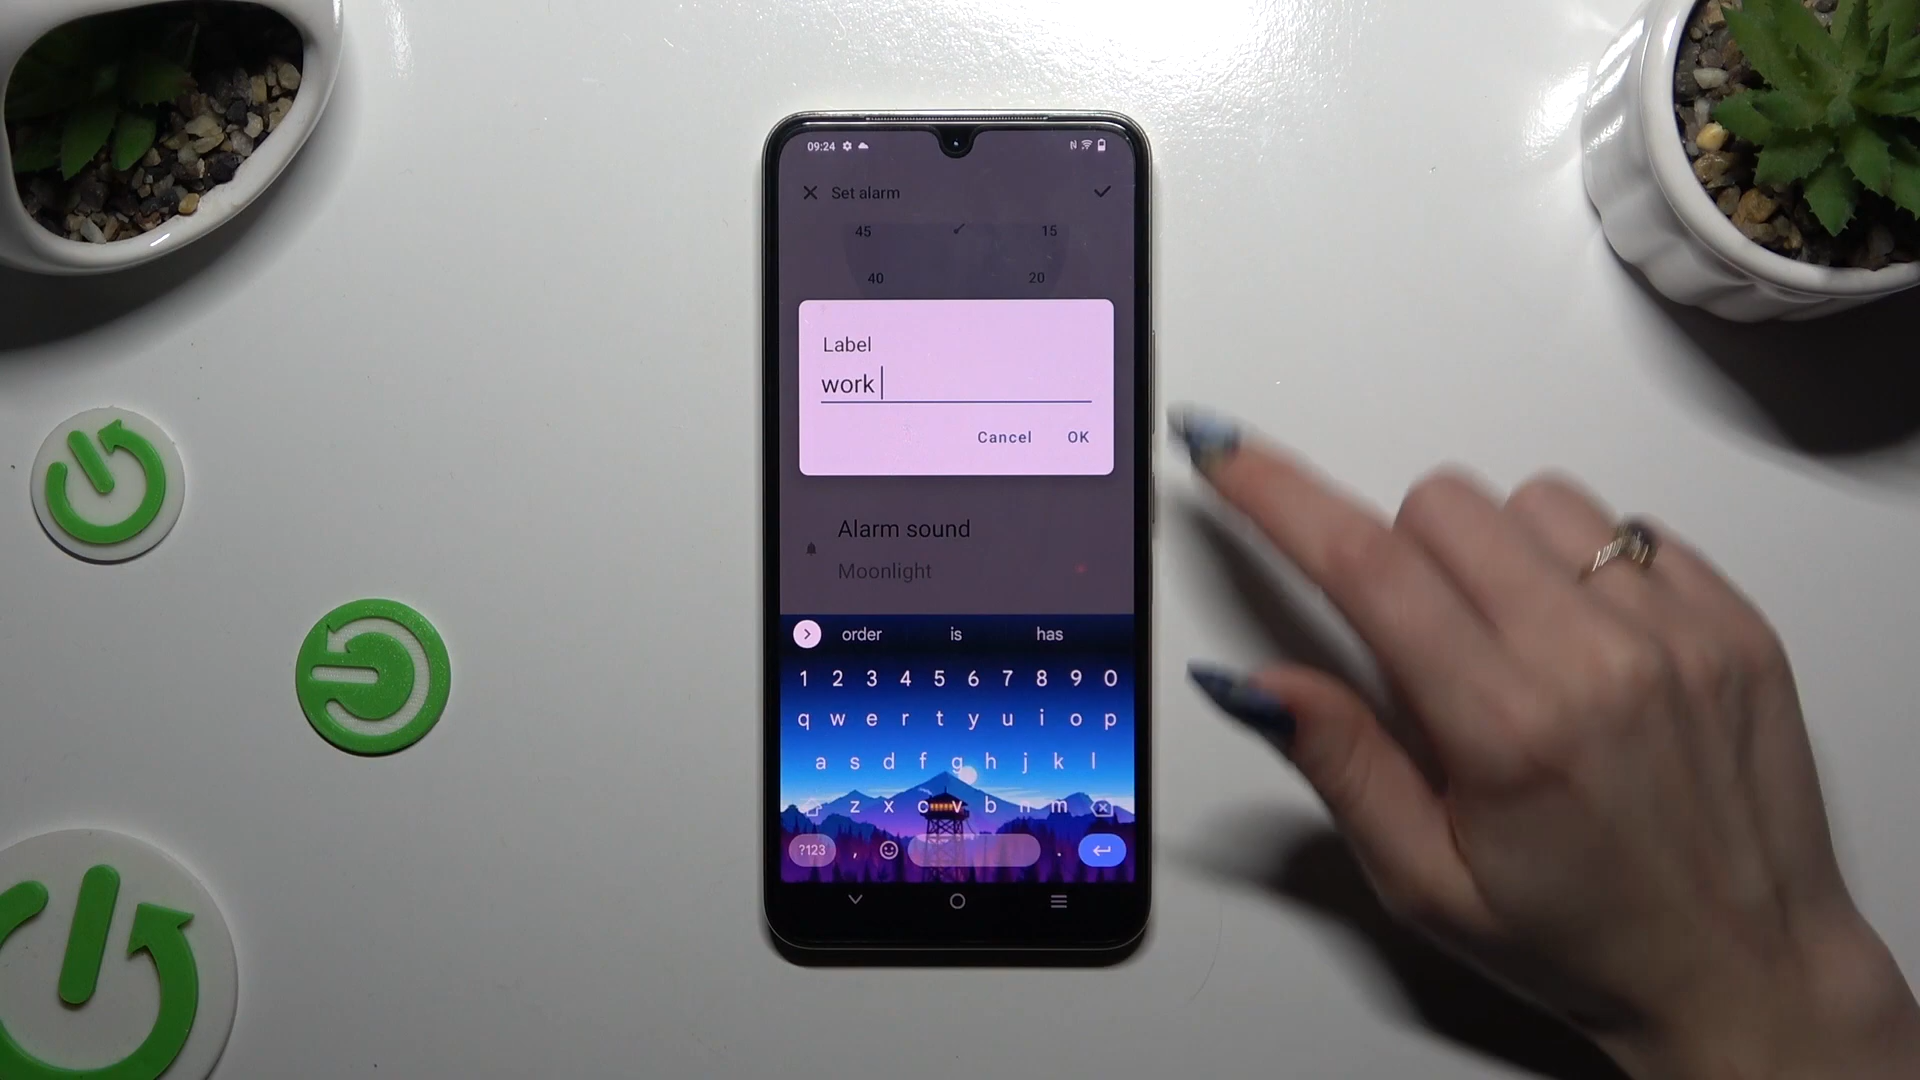 09:24
N
Set alarm
45 15
40 20
Label
work
Cancel OK
Alarm sound
Moonlight
order is has
1 2 3 4 5 6 7 8 9 0
q w e r t y u i o p
a s d f g h j k l
z x c v b n m
?123 , .